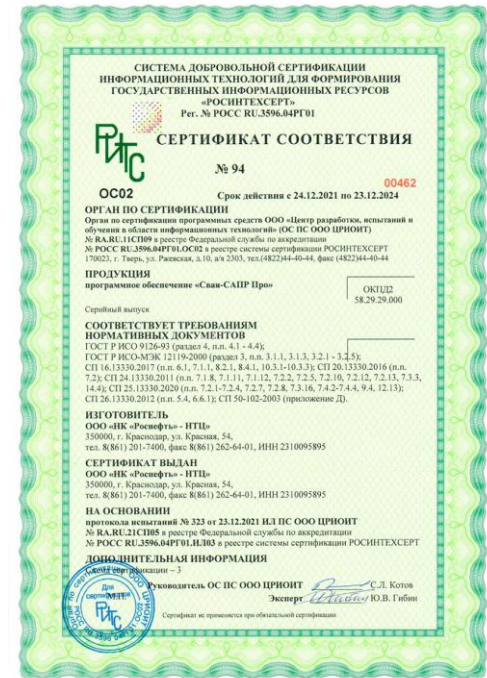 СИСТЕМА ДОБРОВОЛЬНОЙ СЕРТИФИКАЦИИ
ИНФОРМАЦИОННЫХ ТЕХНОЛОГИЙ ДЛЯ ФОРМИРОВАНИЯ
ГОСУДАРСТВЕННЫХ ИНФОРМАЦИОННЫХ РЕСУРСОВ
«РОСИНТЕХСЕРТ»
Рег. № РОСС RU.3596.04РГ01
РИТС
СЕРТИФИКАТ СООТВЕТСТВИЯ
№ 94
00462
ОС02
Срок действия с 24.12.2021 по 23.12.2024
ОРГАН ПО СЕРТИФИКАЦИИ
Орган по сертификации программных средств ООО «Центр разработки, испытаний и
обучения в области информационных технологий» (ОС ПС ООО ЦРИОИТ)
№ RA.RU.11СП09 в реестре Федеральной службы по аккредитации
№ РОСС RU.3596.04РГ01.ОС02 в реестре системы сертификации РОСИНТЕХСЕРТ
170023, г. Тверь, ул. Ржевская, д.10, а/я 2303, тел.(4822)44-40-44, факс (4822)44-40-44
ПРОДУКЦИЯ
программное обеспечение «Сваи-САПР Про»
ОКПД2
58.29.29.000
Серийный выпуск
СООТВЕТСТВУЕТ ТРЕБОВАНИЯМ
НОРМАТИВНЫХ ДОКУМЕНТОВ
ГОСТ Р ИСО 9126-93 (раздел 4, п.п. 4.1 - 4.4);
ГОСТ Р ИСО-МЭК 12119-2000 (раздел 3, п.п. 3.1.1, 3.1.3, 3.2.1 - 3.2.5);
СП 16.13330.2017 (п.п. 6.1, 7.1.1, 8.2.1, 8.4.1, 10.3.1-10.3.3); СП 20.13330.2016 (п.п.
7.2); СП 24.13330.2011 (п.п. 7.1.8, 7.1.11, 7.1.12, 7.2.2, 7.2.5, 7.2.10, 7.2.12, 7.2.13, 7.3.3,
14.4); СП 25.13330.2020 (п.п. 7.2.1-7.2.4, 7.2.7, 7.2.8, 7.3.16, 7.4.2-7.4.4, 9.4, 12.13);
СП 26.13330.2012 (п.п. 5.4, 6.6.1); СП 50-102-2003 (приложение Д).
ИЗГОТОВИТЕЛЬ
ООО «НК «Роснефть» - НТЦ»
350000, г. Краснодар, ул. Красная, 54,
тел. 8(861) 201-7400, факс 8(861) 262-64-01, ИНН 2310095895
СЕРТИФИКАТ ВЫДАН
ООО «НК «Роснефть» - НТЦ»
350000, г. Краснодар, ул. Красная, 54,
тел. 8(861) 201-7400, факс 8(861) 262-64-01, ИНН 2310095895
НА ОСНОВАНИИ
протокола испытаний № 323 от 23.12.2021 ИЛ ПС ООО ЦРИОИТ
№ RA.RU.21СП05 в реестре Федеральной службы по аккредитации
№ РОСС RU.3596.04РГ01.ИЛ03 в реестре системы сертификации РОСИНТЕХСЕРТ
ДОПОЛНИТЕЛЬНАЯ ИНФОРМАЦИЯ
Схема сертификации – 3
Руководитель ОС ПС ООО ЦРИОИТ С.Л. Котов
М.П.
Эксперт Ю.В. Гибин
Для сертификатов
РИТС
Сертификат не применяется при обязательной сертификации